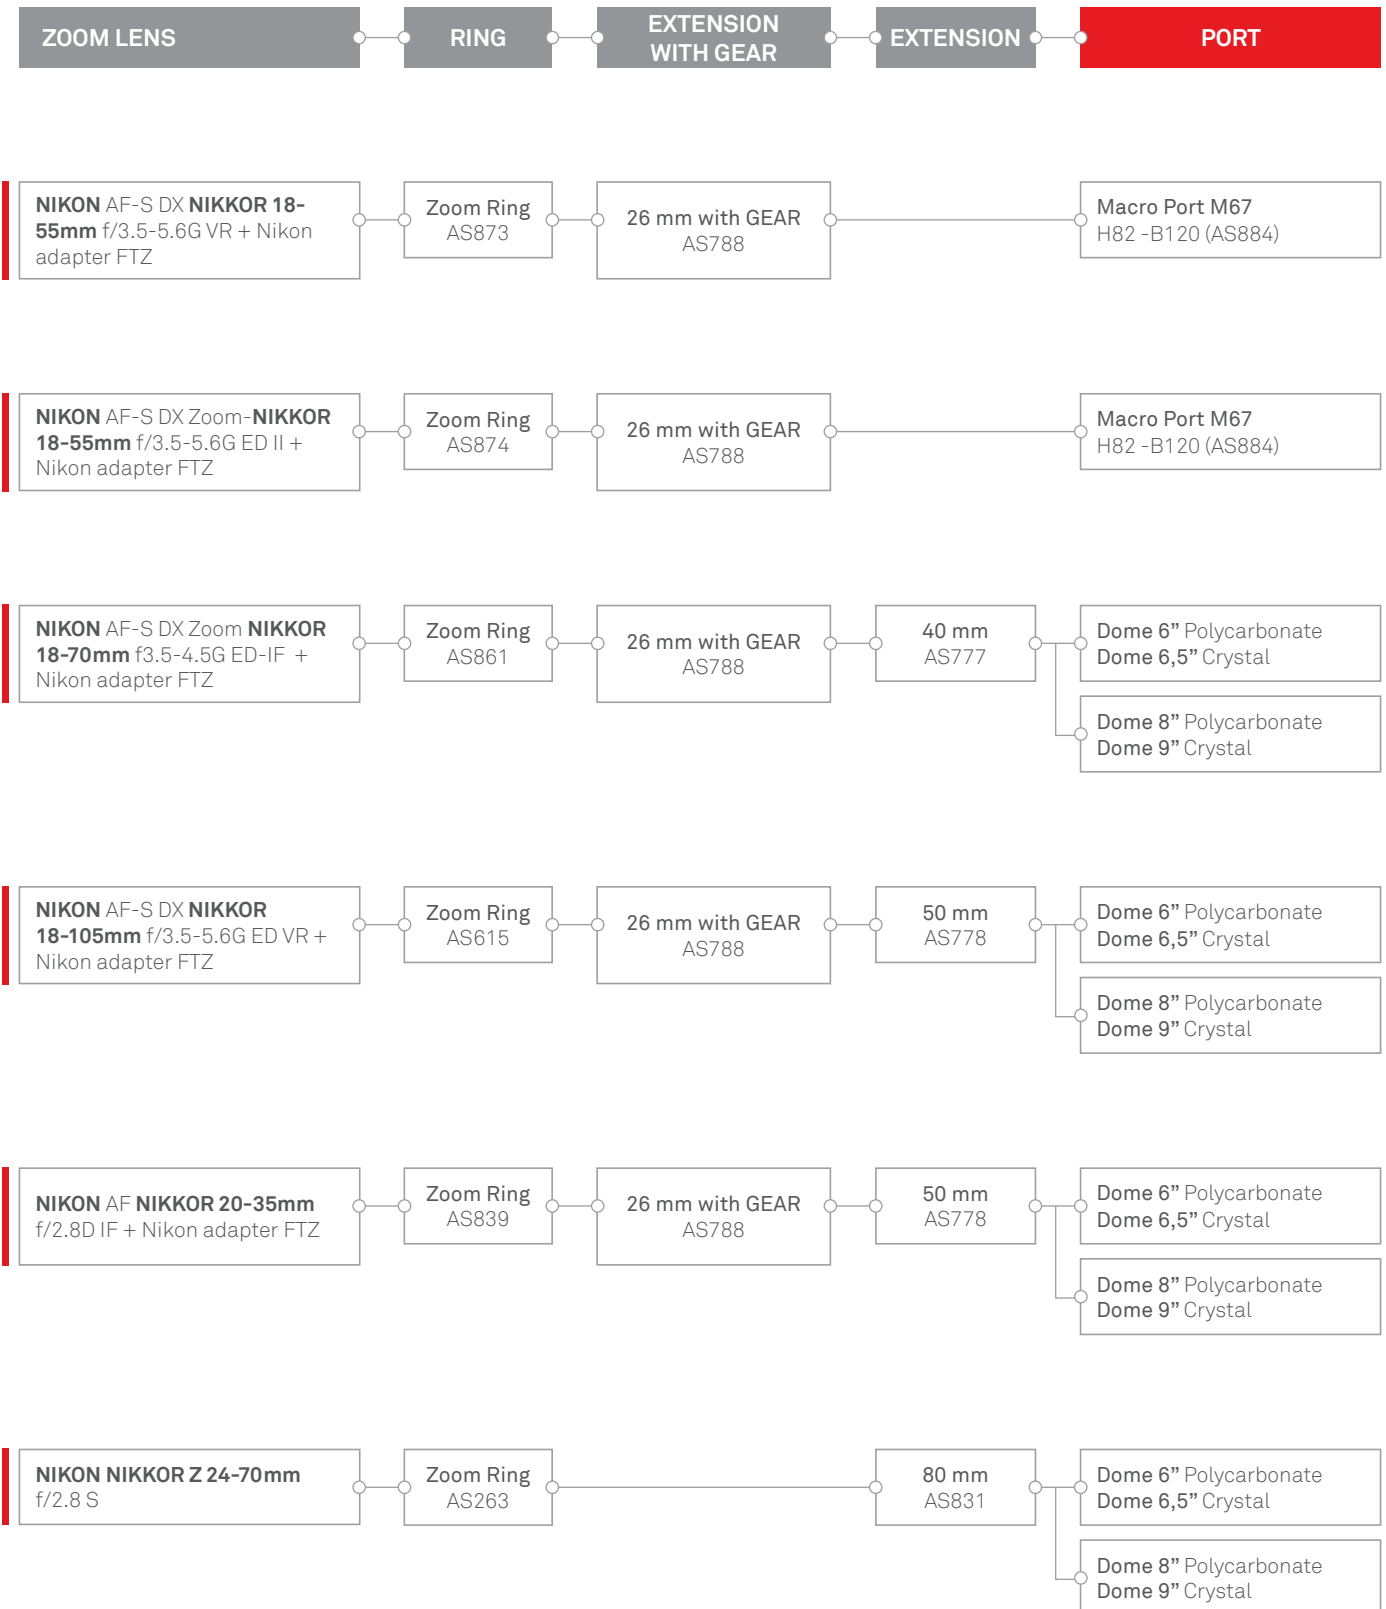 ZOOM LENS
RING
EXTENSION
WITH GEAR
EXTENSION
PORT
NIKON AF-S DX NIKKOR 18-
55mm f/3.5-5.6G VR + Nikon
adapter FTZ
Zoom Ring
AS873
26 mm with GEAR
AS788
Macro Port M67
H82 -B120 (AS884)
NIKON AF-S DX Zoom-NIKKOR
18-55mm f/3.5-5.6G ED II +
Nikon adapter FTZ
Zoom Ring
AS874
26 mm with GEAR
AS788
Macro Port M67
H82 -B120 (AS884)
NIKON AF-S DX Zoom NIKKOR
18-70mm f3.5-4.5G ED-IF +
Nikon adapter FTZ
Zoom Ring
AS861
26 mm with GEAR
AS788
40 mm
AS777
Dome 6” Polycarbonate
Dome 6,5” Crystal
Dome 8” Polycarbonate
Dome 9” Crystal
NIKON AF-S DX NIKKOR
18-105mm f/3.5-5.6G ED VR +
Nikon adapter FTZ
Zoom Ring
AS615
26 mm with GEAR
AS788
50 mm
AS778
Dome 6” Polycarbonate
Dome 6,5” Crystal
Dome 8” Polycarbonate
Dome 9” Crystal
NIKON AF NIKKOR 20-35mm
f/2.8D IF + Nikon adapter FTZ
Zoom Ring
AS839
26 mm with GEAR
AS788
50 mm
AS778
Dome 6” Polycarbonate
Dome 6,5” Crystal
Dome 8” Polycarbonate
Dome 9” Crystal
NIKON NIKKOR Z 24-70mm
f/2.8 S
Zoom Ring
AS263
80 mm
AS831
Dome 6” Polycarbonate
Dome 6,5” Crystal
Dome 8” Polycarbonate
Dome 9” Crystal